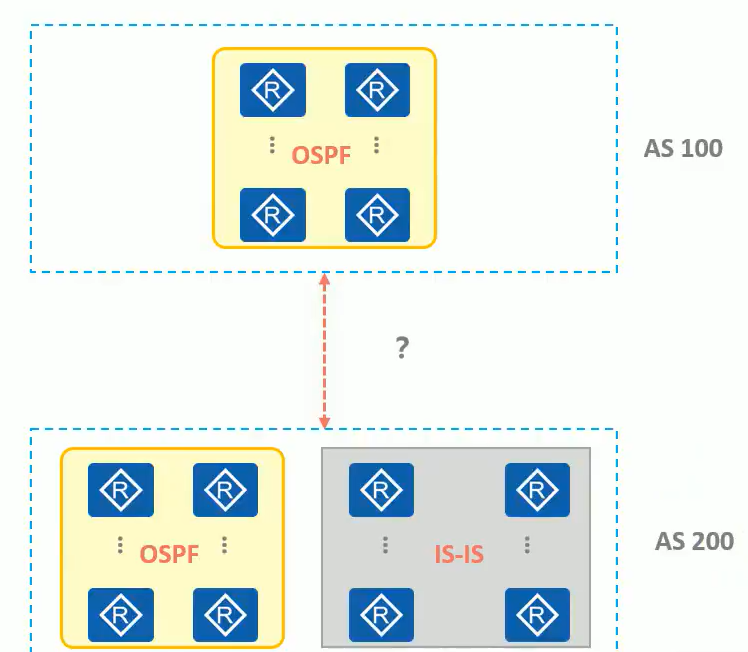 R R
OSPF
R R
AS 100
?
R R R R
OSPF IS-IS
AS 200
R R R R